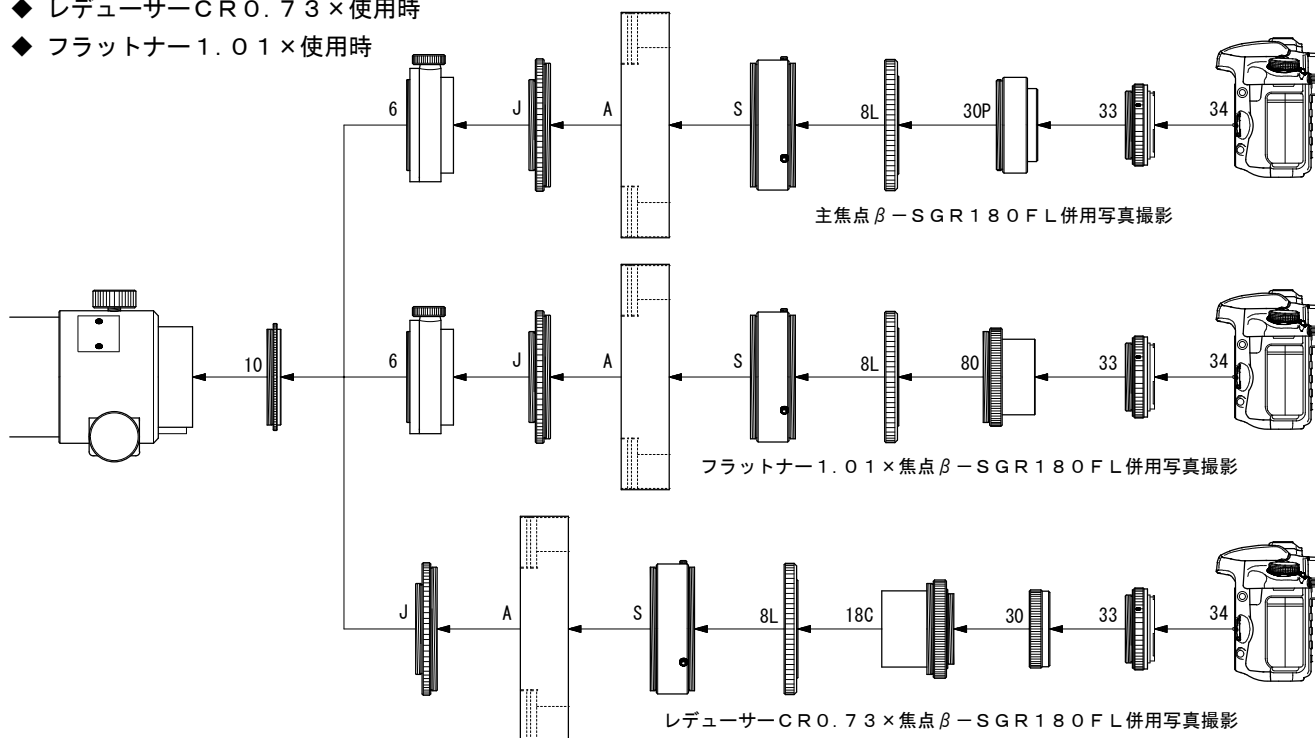 ◆ レデューサーＣＲ０．７３×使用時
◆ フラットナー１．０１×使用時
6 J A S 8L 30P 33 34
主焦点β－ＳＧＲ１８０ＦＬ併用写真撮影
10 6 J A S 8L 80 33 34
フラットナー１．０１×焦点β－ＳＧＲ１８０ＦＬ併用写真撮影
J A S 8L 18C 30 33 34
レデューサーＣＲ０．７３×焦点β－ＳＧＲ１８０ＦＬ併用写真撮影